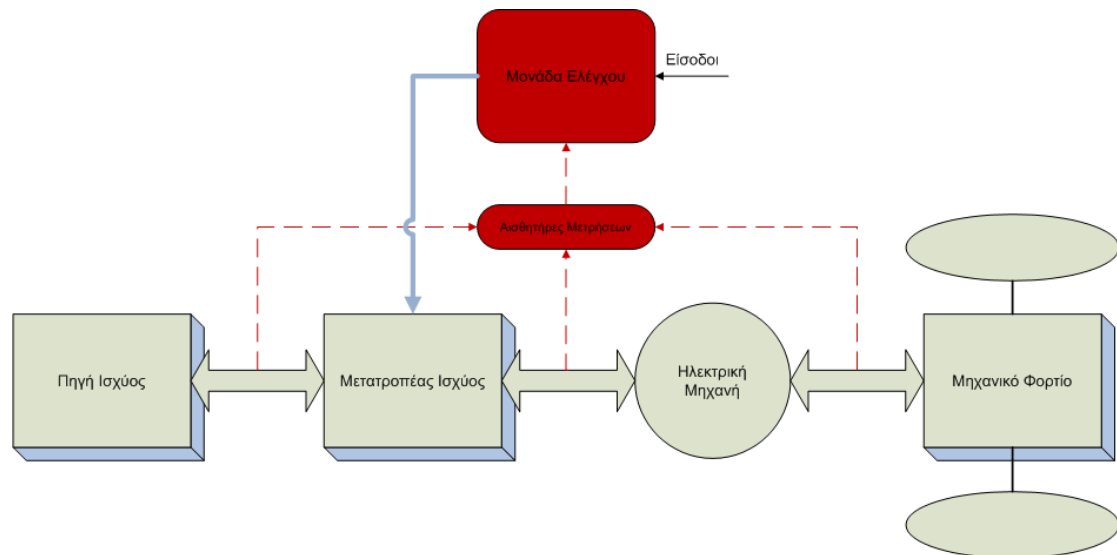 Μονάδα Ελέγχου
Είσοδοι
Αισθητήρες Μετρήσεων
Πηγή Ισχύος
Μετατροπέας Ισχύος
Ηλεκτρική
Μηχανή
Μηχανικό Φορτίο